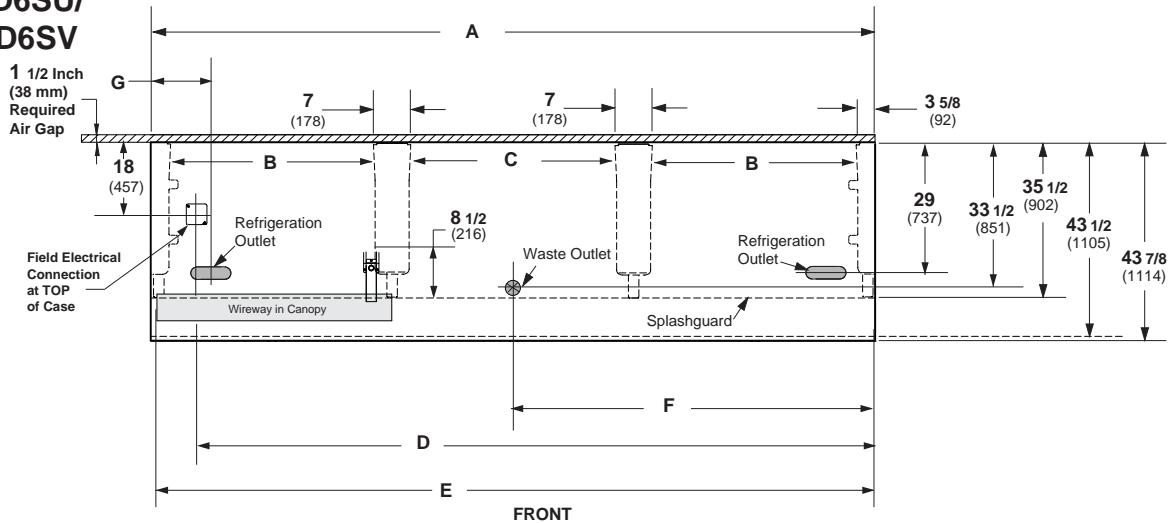 D6SU/
D6SV
1 1/2 Inch
(38 mm)
Required
Air Gap
G
A
7
(178)
7
(178)
3 5/8
(92)
B
C
B
18
(457)
8 1/2
(216)
29
(737)
33 1/2
(851)
35 1/2
(902)
43 1/2
(1105)
43 7/8
(1114)
Refrigeration
Outlet
Waste Outlet
Refrigeration
Outlet
Field Electrical
Connection
at TOP
of Case
Wireway in Canopy
Splashguard
F
D
E
FRONT